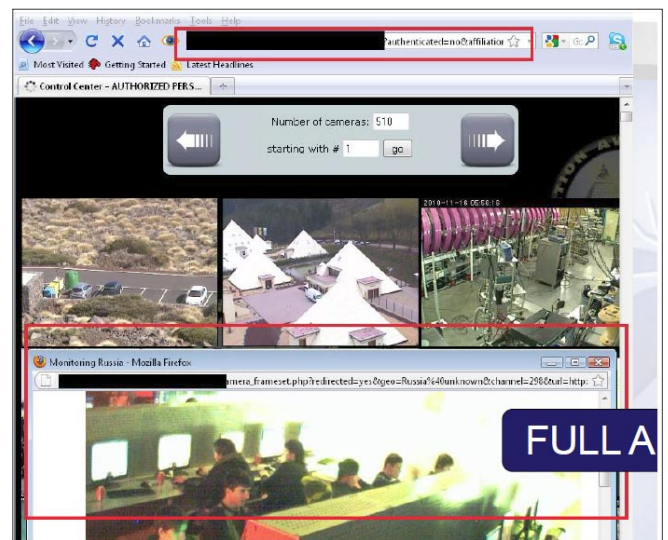 File Edit View History Bookmarks Tools Help
?authenticated=no&affiliation
Most Visited Getting Started Latest Headlines
Control Center - AUTHORIZED PERS...
Number of cameras: 510
starting with # 1 go
2010-11-16 05:56:16
Monitoring Russia - Mozilla Firefox
amera_frameset.php?redirected=yes&geo=Russia%40unknown&channel=298&url=http:
FULL A